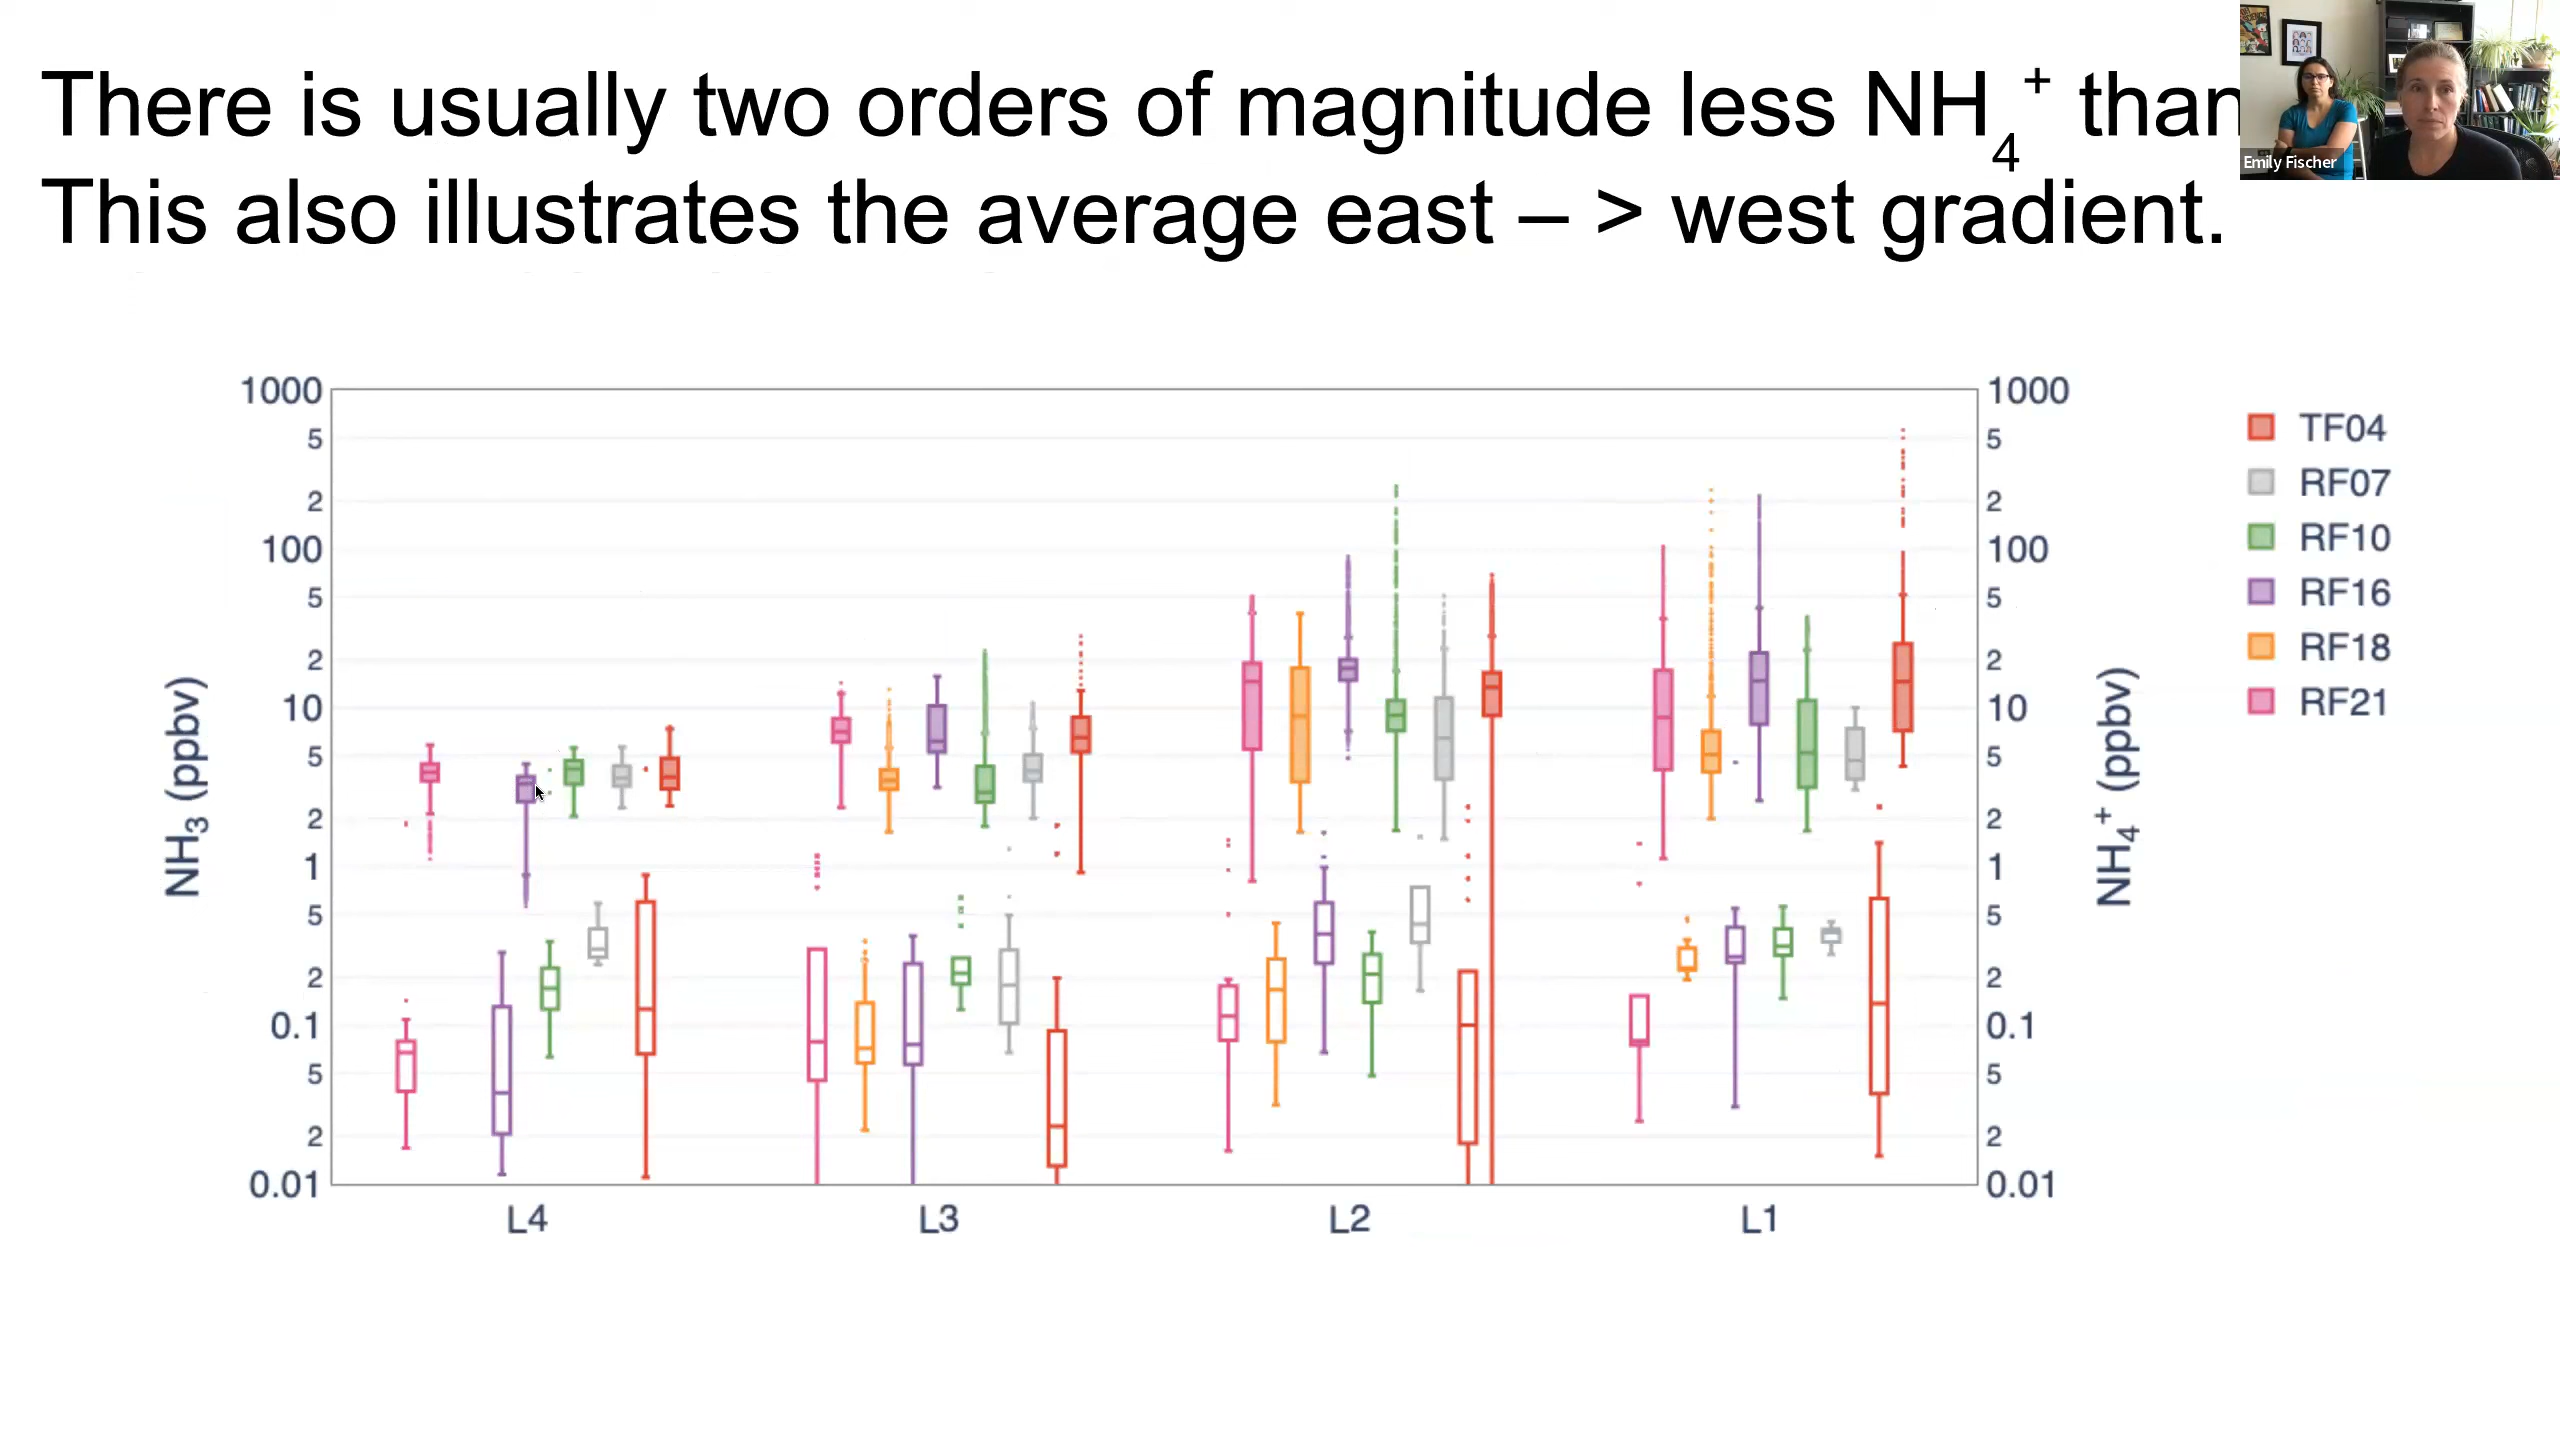 There is usually two orders of magnitude less NH4+ than
This also illustrates the average east – > west gradient.
Emily Fischer
1000
5
2
100
5
2
10
5
2
1
5
2
0.1
5
2
0.01
NH3 (ppbv)
1000
5
2
100
5
2
10
5
2
1
5
2
0.1
5
2
0.01
NH4+ (ppbv)
L4 L3 L2 L1
TF04
RF07
RF10
RF16
RF18
RF21